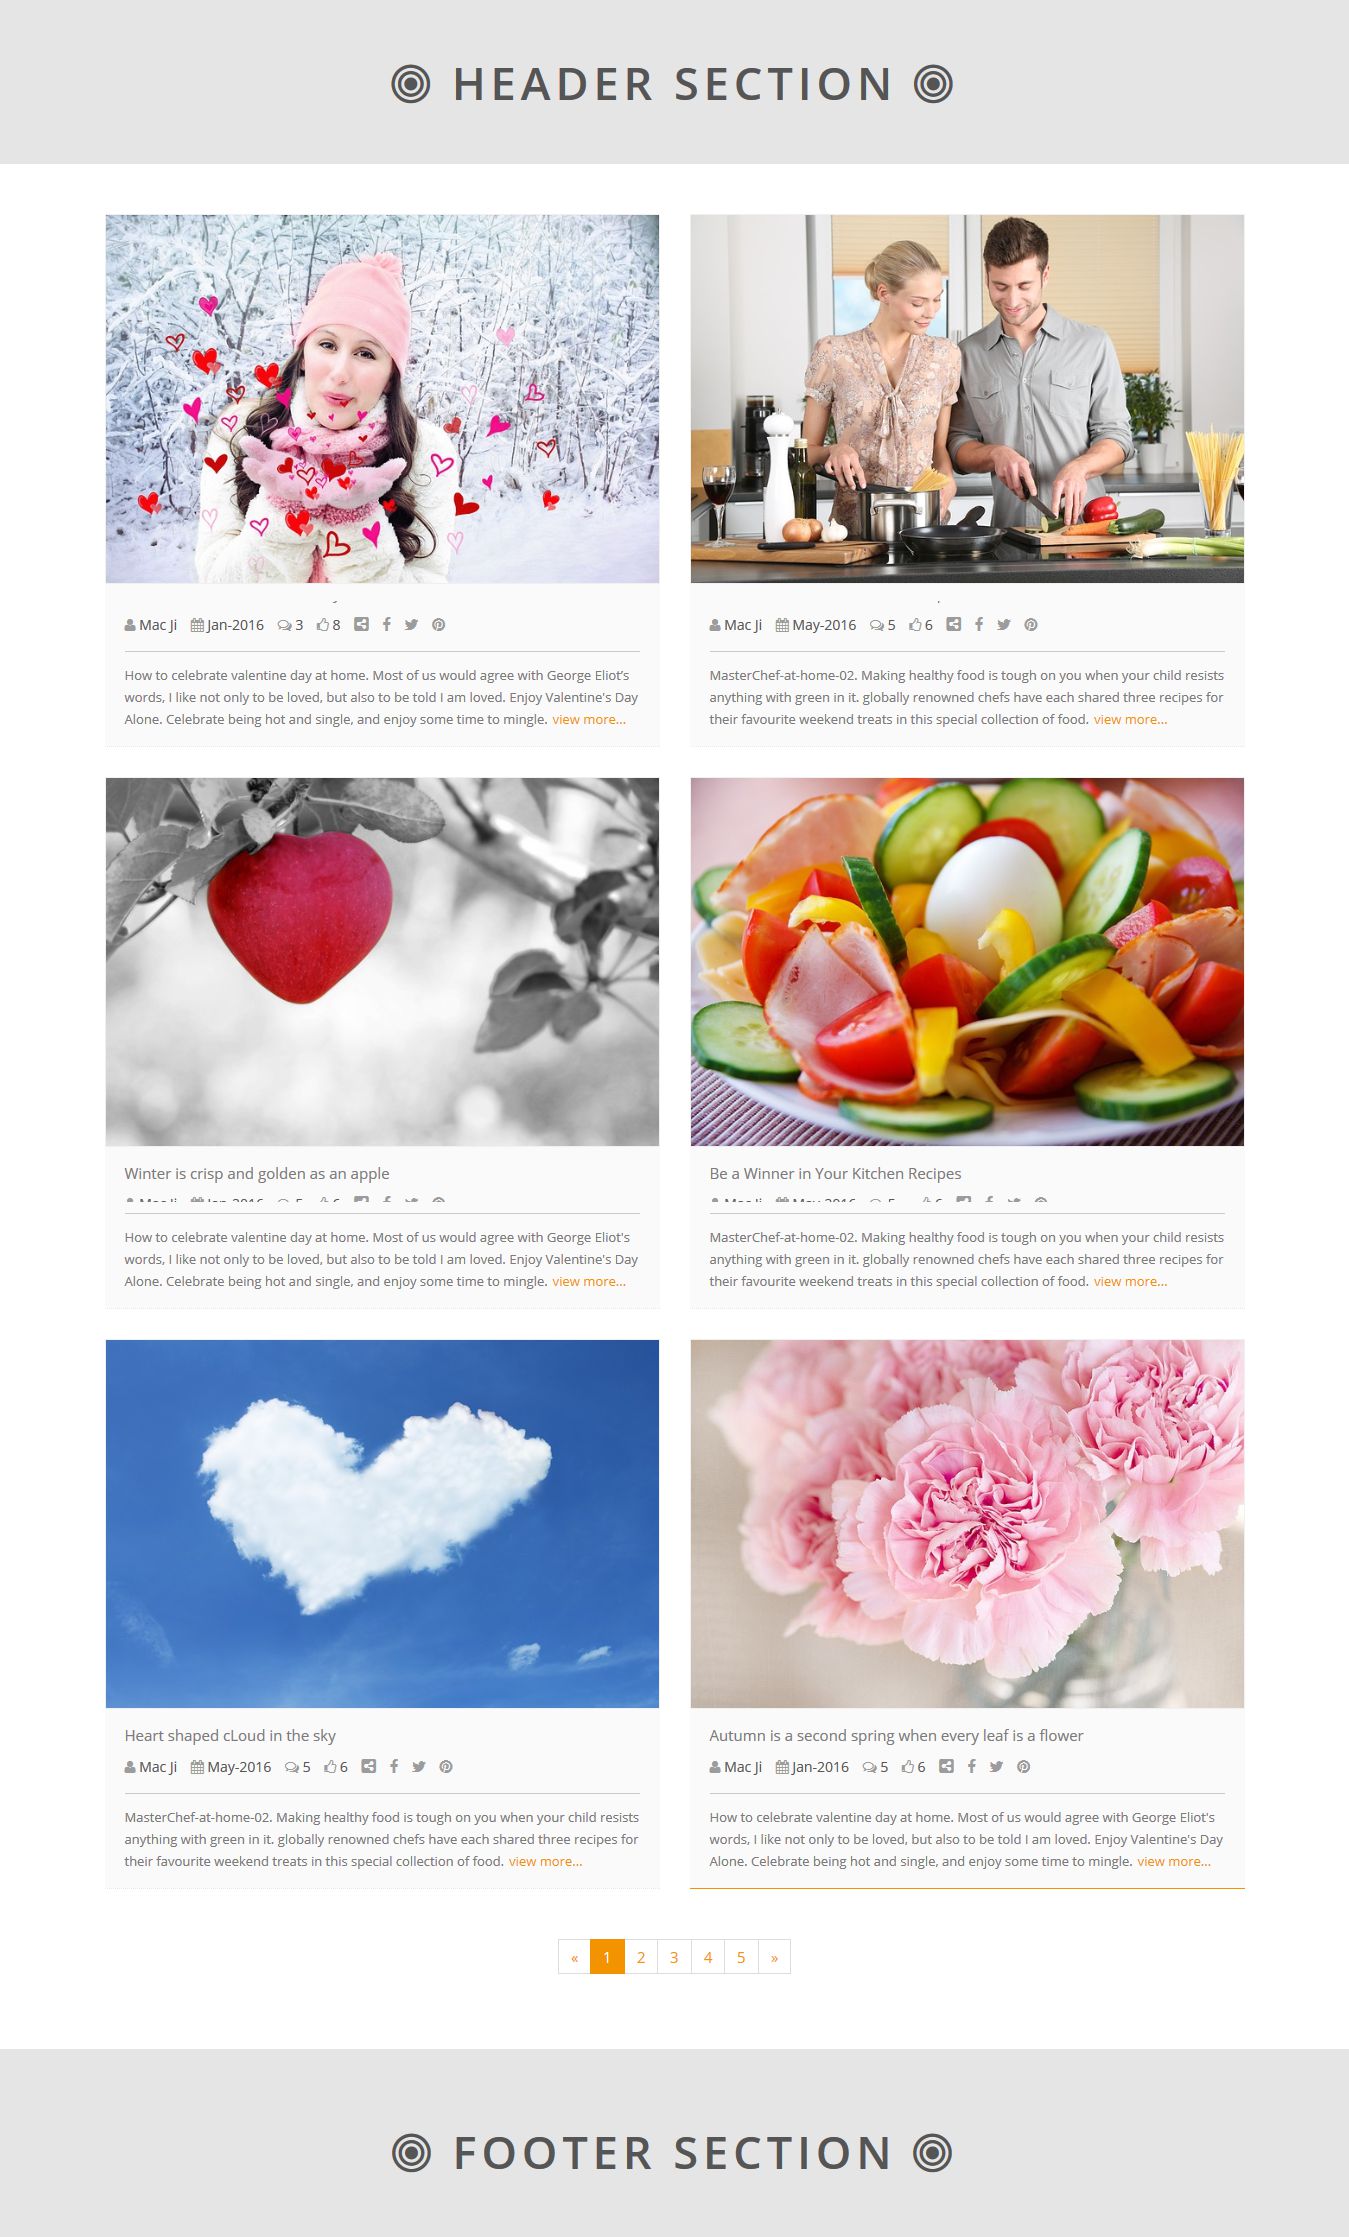 HEADER SECTION
Mac Ji Jan-2016 3 8
How to celebrate valentine day at home. Most of us would agree with George Eliot’s
words, I like not only to be loved, but also to be told I am loved. Enjoy Valentine's Day
Alone. Celebrate being hot and single, and enjoy some time to mingle. view more...
Mac Ji May-2016 5 6
MasterChef-at-home-02. Making healthy food is tough on you when your child resists
anything with green in it. globally renowned chefs have each shared three recipes for
their favourite weekend treats in this special collection of food. view more...
Winter is crisp and golden as an apple
Mac Ji Jan-2016 5 6
How to celebrate valentine day at home. Most of us would agree with George Eliot's
words, I like not only to be loved, but also to be told I am loved. Enjoy Valentine's Day
Alone. Celebrate being hot and single, and enjoy some time to mingle. view more...
Be a Winner in Your Kitchen Recipes
Mac Ji May-2016 5 6
MasterChef-at-home-02. Making healthy food is tough on you when your child resists
anything with green in it. globally renowned chefs have each shared three recipes for
their favourite weekend treats in this special collection of food. view more...
Heart shaped cLoud in the sky
Mac Ji May-2016 5 6
MasterChef-at-home-02. Making healthy food is tough on you when your child resists
anything with green in it. globally renowned chefs have each shared three recipes for
their favourite weekend treats in this special collection of food. view more...
Autumn is a second spring when every leaf is a flower
Mac Ji Jan-2016 5 6
How to celebrate valentine day at home. Most of us would agree with George Eliot's
words, I like not only to be loved, but also to be told I am loved. Enjoy Valentine's Day
Alone. Celebrate being hot and single, and enjoy some time to mingle. view more...
« 1 2 3 4 5 »
FOOTER SECTION